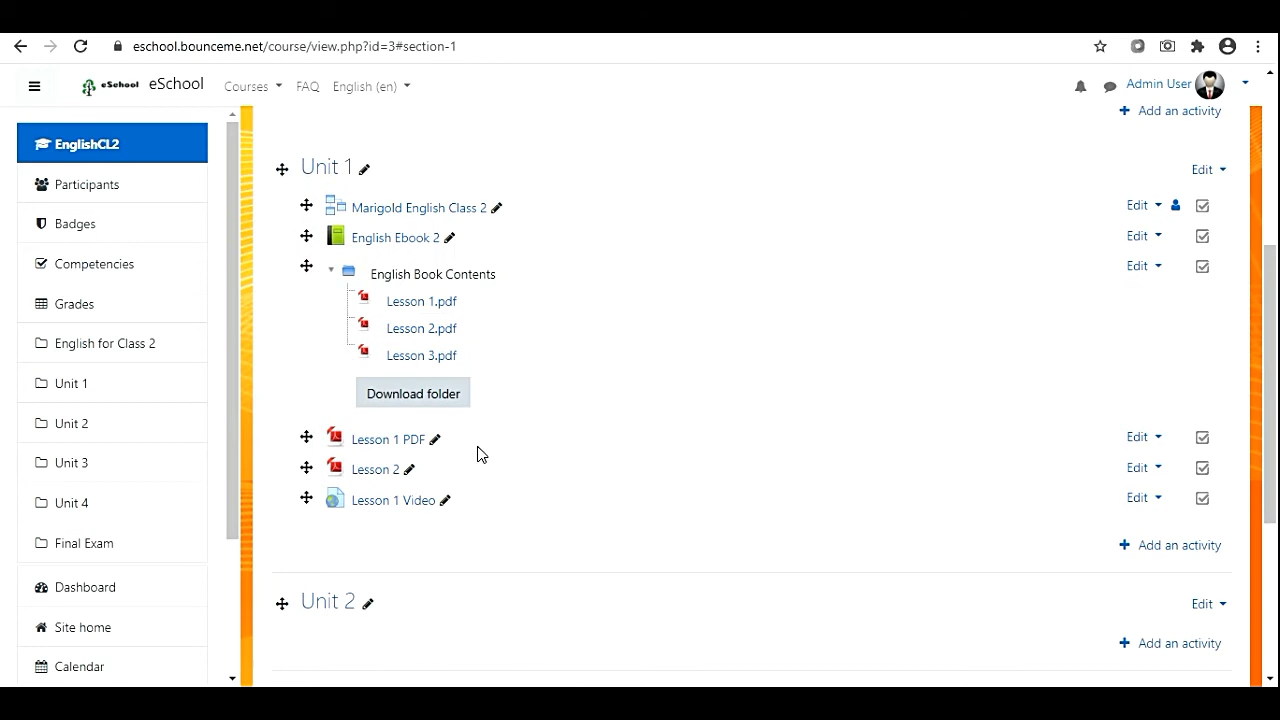 eschool.bounceme.net/course/view.php?id=3#section-1
eSchool eSchool Courses FAQ English (en) Admin User
EnglishCL2
Participants
Badges
Competencies
Grades
English for Class 2
Unit 1
Unit 2
Unit 3
Unit 4
Final Exam
Dashboard
Site home
Calendar
Add an activity
Unit 1 Edit
Marigold English Class 2 Edit
English Ebook 2 Edit
English Book Contents Edit
Lesson 1.pdf
Lesson 2.pdf
Lesson 3.pdf
Download folder
Lesson 1 PDF Edit
Lesson 2 Edit
Lesson 1 Video Edit
Add an activity
Unit 2 Edit
Add an activity